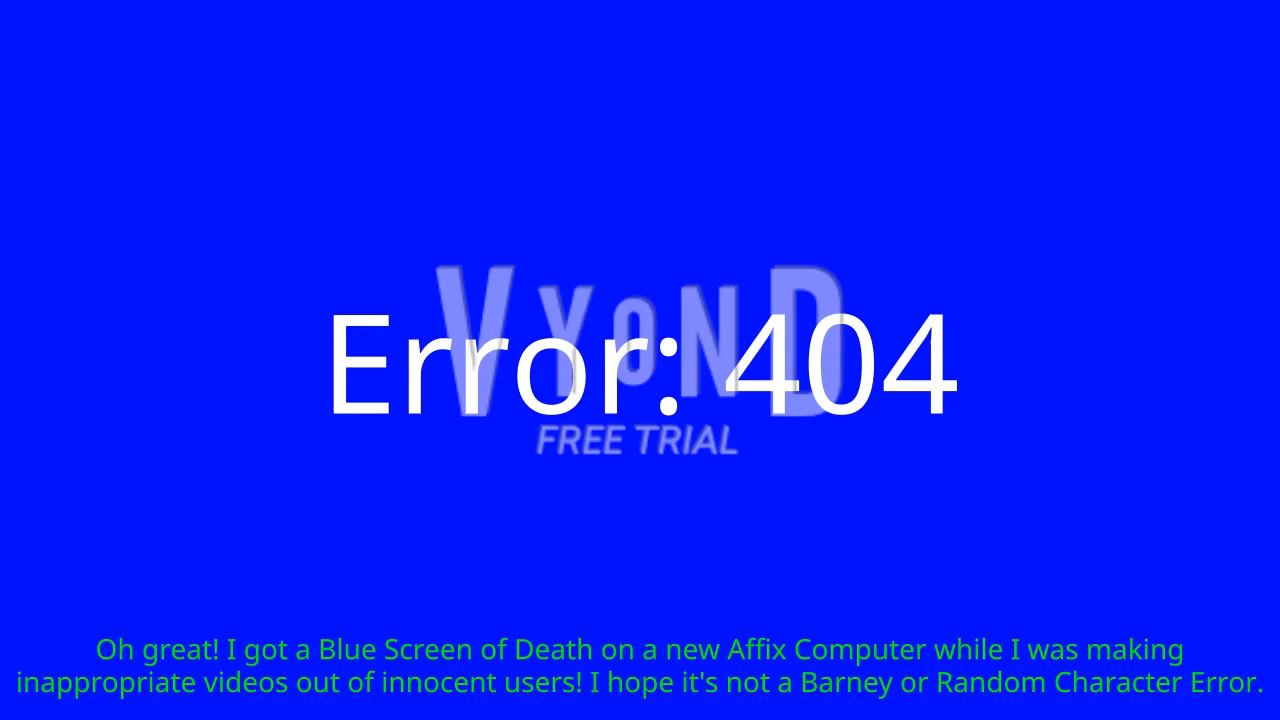 VYOND
Error: 404
FREE TRIAL
Oh great! I got a Blue Screen of Death on a new Affix Computer while I was making
inappropriate videos out of innocent users! I hope it's not a Barney or Random Character Error.